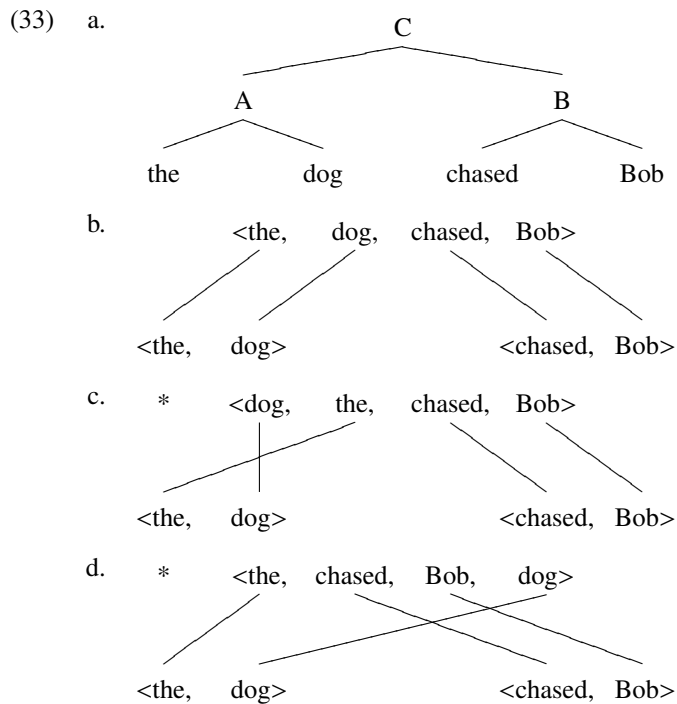 (33) a. C
A B
the dog chased Bob
b. <the, dog, chased, Bob>
<the, dog> <chased, Bob>
c. * <dog, the, chased, Bob>
<the, dog> <chased, Bob>
d. * <the, chased, Bob, dog>
<the, dog> <chased, Bob>